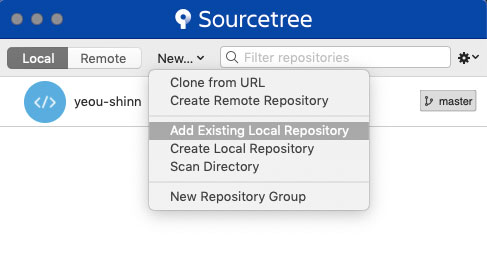 Sourcetree
Local Remote New... Filter repositories
Clone from URL
yeou-shinn
master
Create Remote Repository
Add Existing Local Repository
Create Local Repository
Scan Directory
New Repository Group